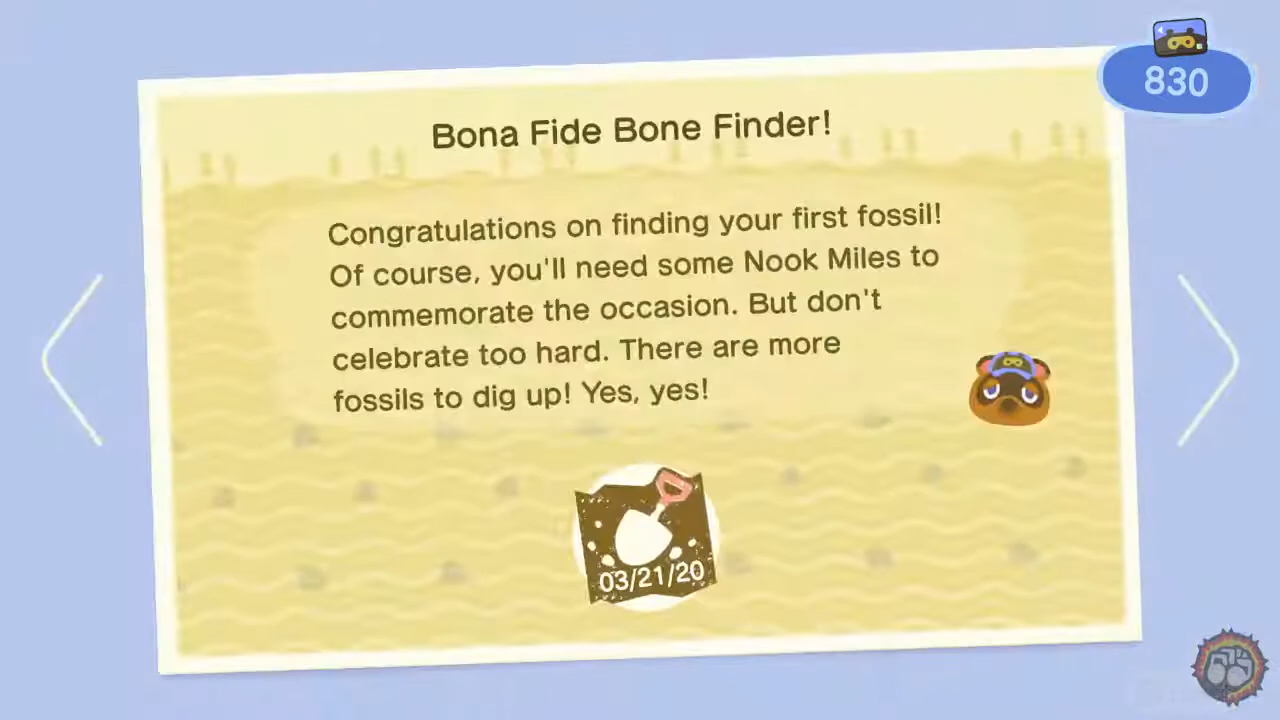 830
Bona Fide Bone Finder!
Congratulations on finding your first fossil!
Of course, you'll need some Nook Miles to
commemorate the occasion. But don't
celebrate too hard. There are more
fossils to dig up! Yes, yes!
03/21/20